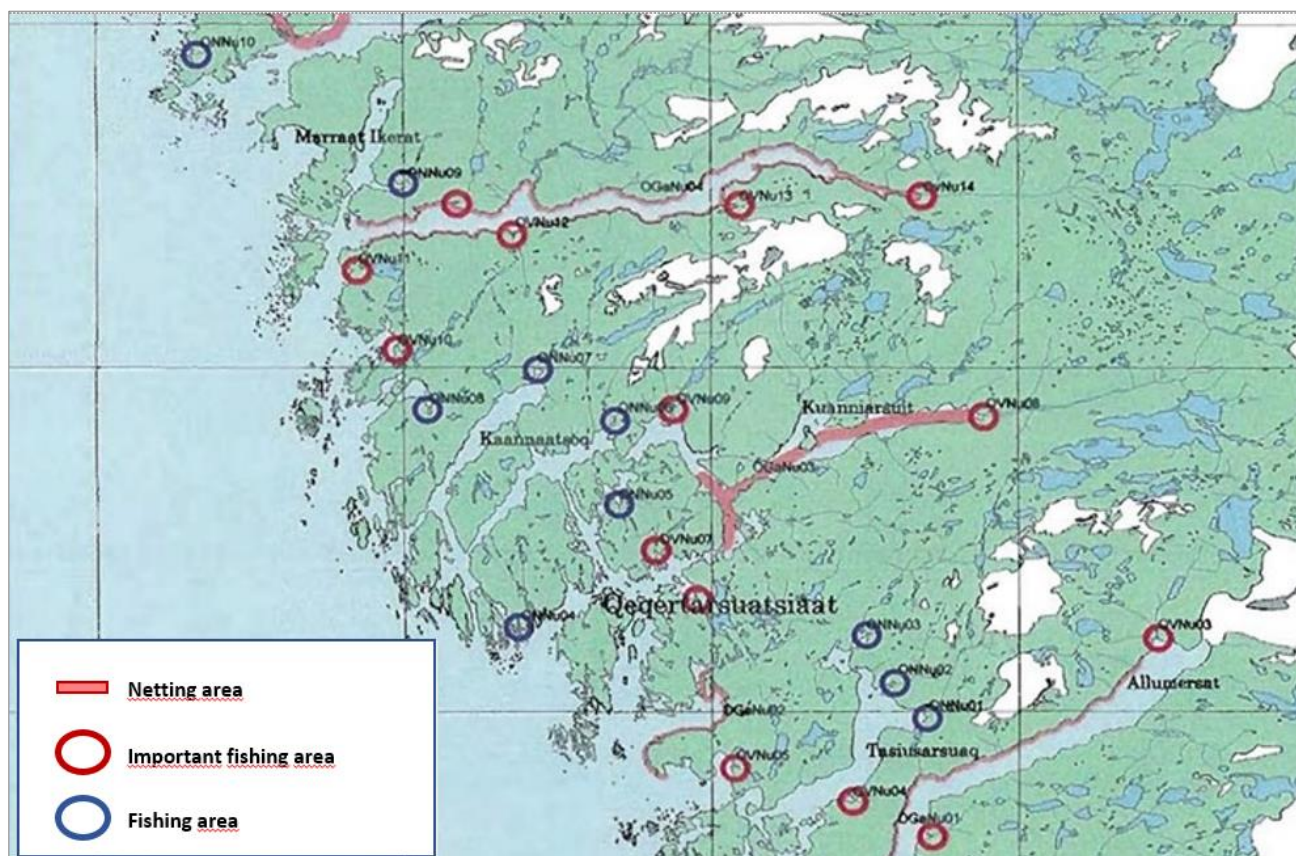 ONNu10
Marraat Ikerat
ONNu09
OGaNu04
OVNu13
OvNu14
OVNu12
OVNu11
OVNu10
ONNu07
ONNu08
ONNu06
OVNu09
Kuanniarsuit
OVNu08
Kaannaatsoq
OGaNu03
ONNu05
OVNu07
Qeqertarsuatsiaat
ONNu04
ONNu03
OVNu03
ONNu02
Allumersat
OGaNu02
ONNu01
Tasiusarsuaq
OVNu05
OVNu04
OGaNu01
Netting area
Important fishing area
Fishing area